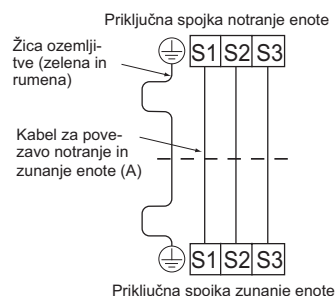 Priključna spojka notranje enote
Žica ozemlji-
tve (zelena in
rumena)
S1 S2 S3
Kabel za pove-
zavo notranje in
zunanje enote (A)
S1 S2 S3
Priključna spojka zunanje enote